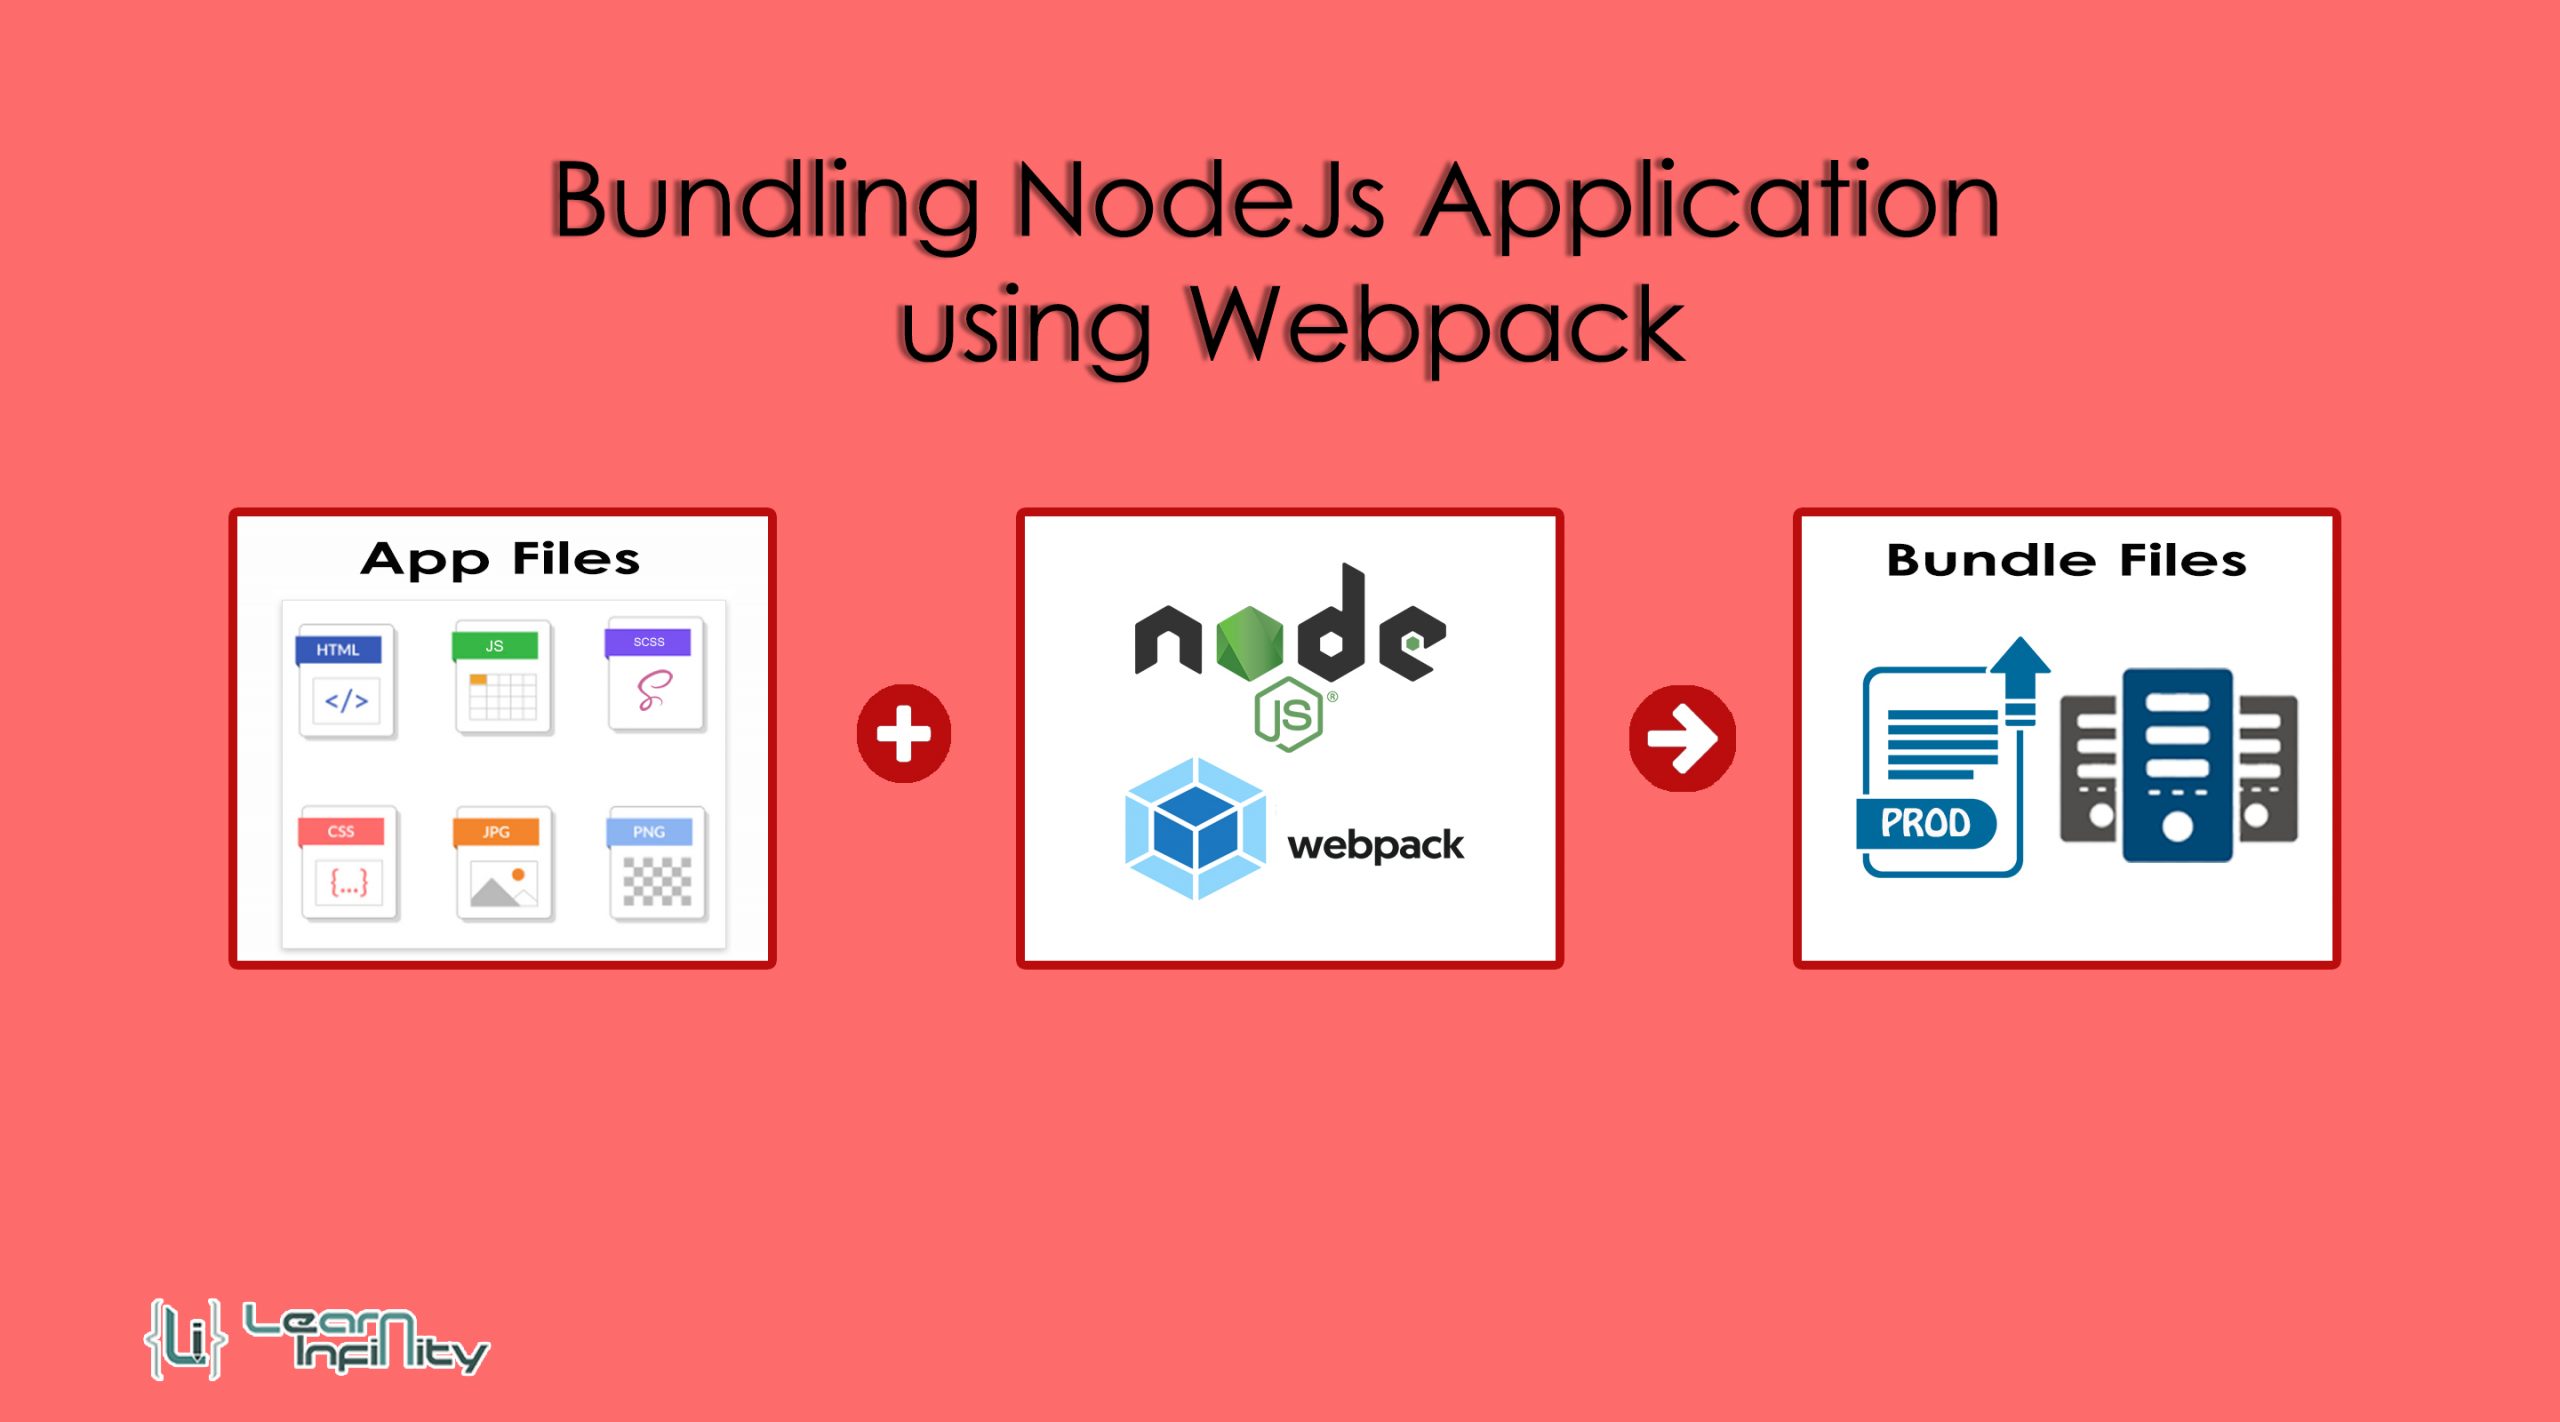 Bundling NodeJs Application
using Webpack
App Files
HTML
JS
SCSS
</>
CSS
JPG
PNG
{...}
node
JS®
webpack
Bundle Files
PROD
{Li}
Learn
Infinity